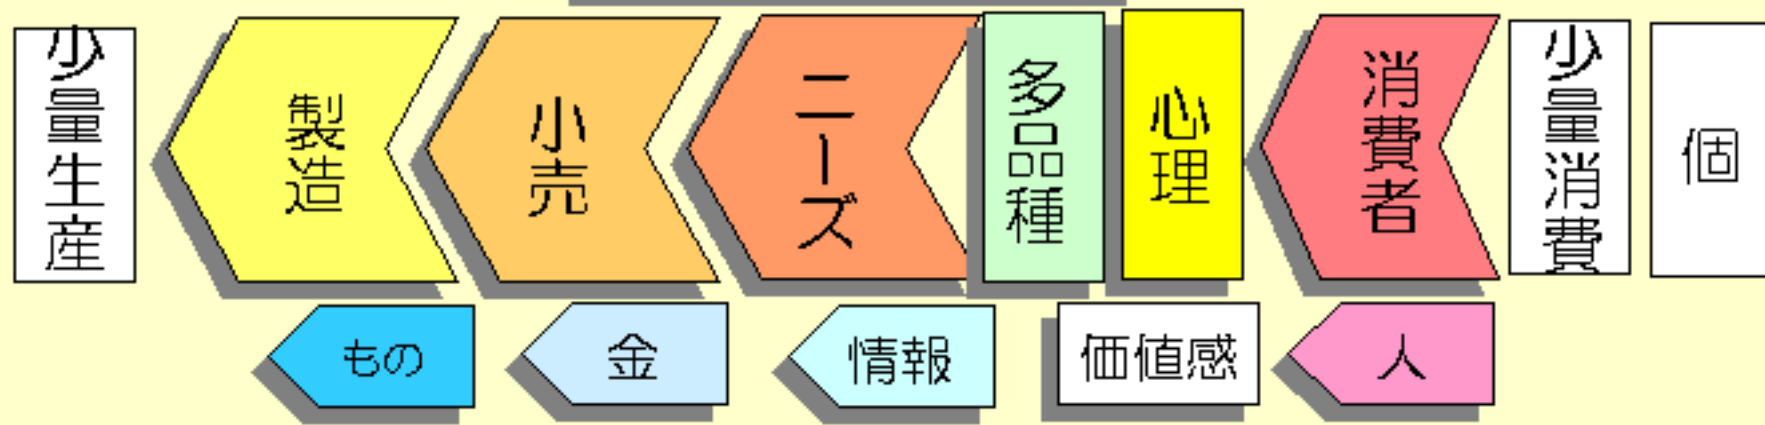 少量生産
製造
小売
ニーズ
多品種
心理
消費者
少量消費
個
もの
金
情報
価値感
人